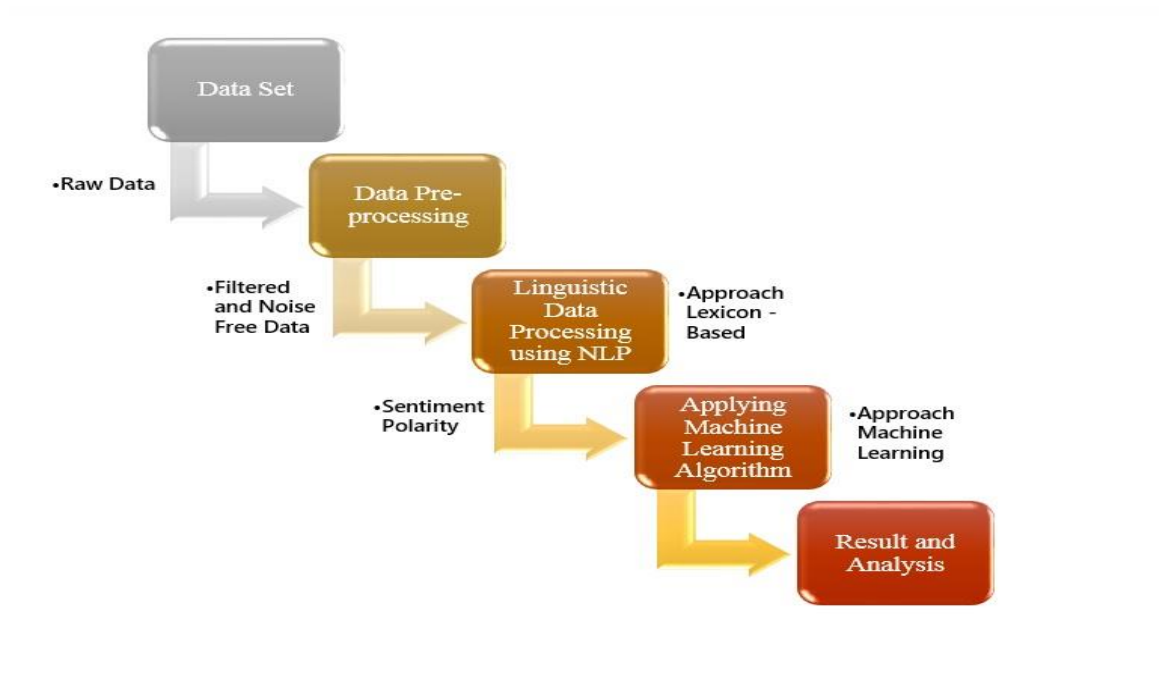 Data Set
•Raw Data
Data Pre-
processing
•Filtered
and Noise
Free Data
Linguistic
Data
Processing
using NLP
•Approach
Lexicon -
Based
•Sentiment
Polarity
Applying
Machine
Learning
Algorithm
•Approach
Machine
Learning
Result and
Analysis